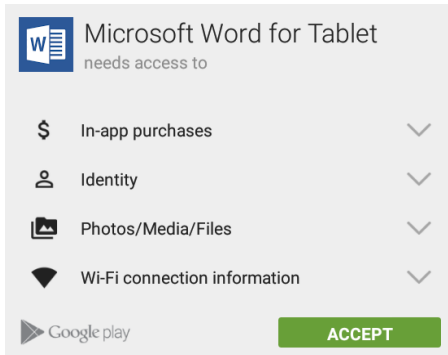 Microsoft Word for Tablet
needs access to
$ In-app purchases
Identity
Photos/Media/Files
Wi-Fi connection information
Google play
ACCEPT